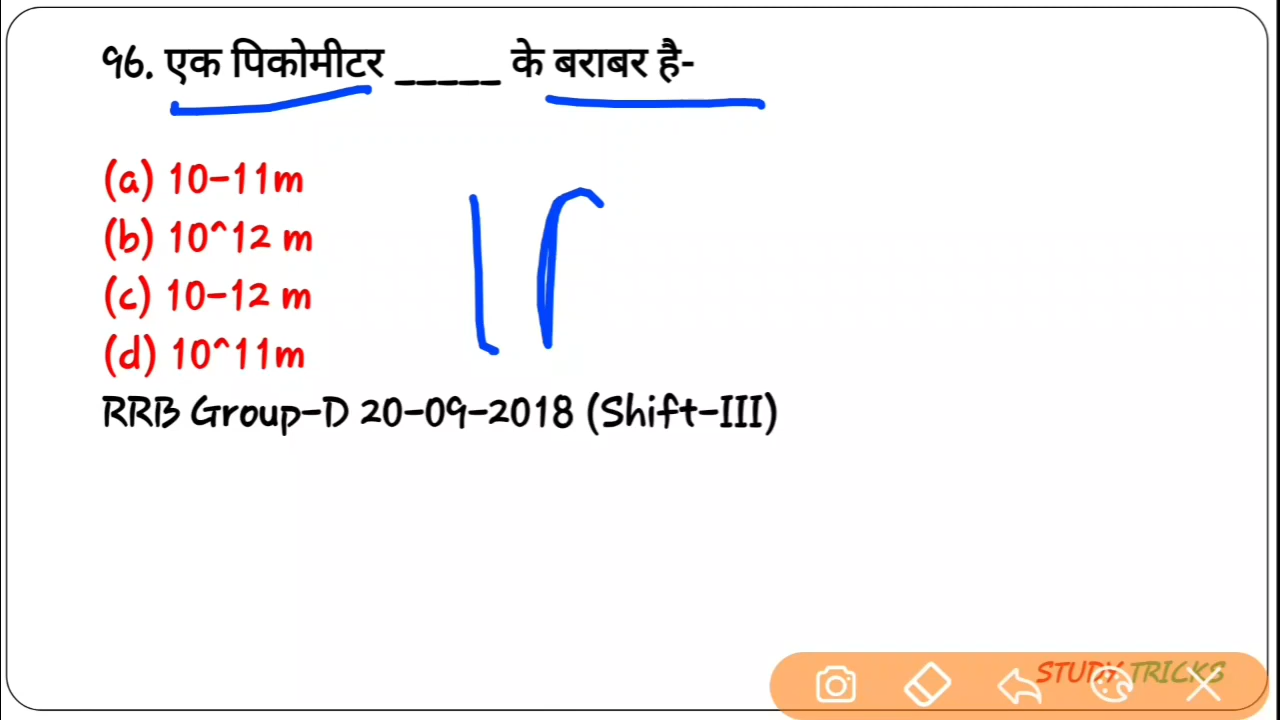 96. एक पिकोमीटर _____ के बराबर है-
(a) 10-11m
(b) 10^12 m
(c) 10-12 m
(d) 10^11m
RRB Group-D 20-09-2018 (Shift-III)
STUDY TRICKS